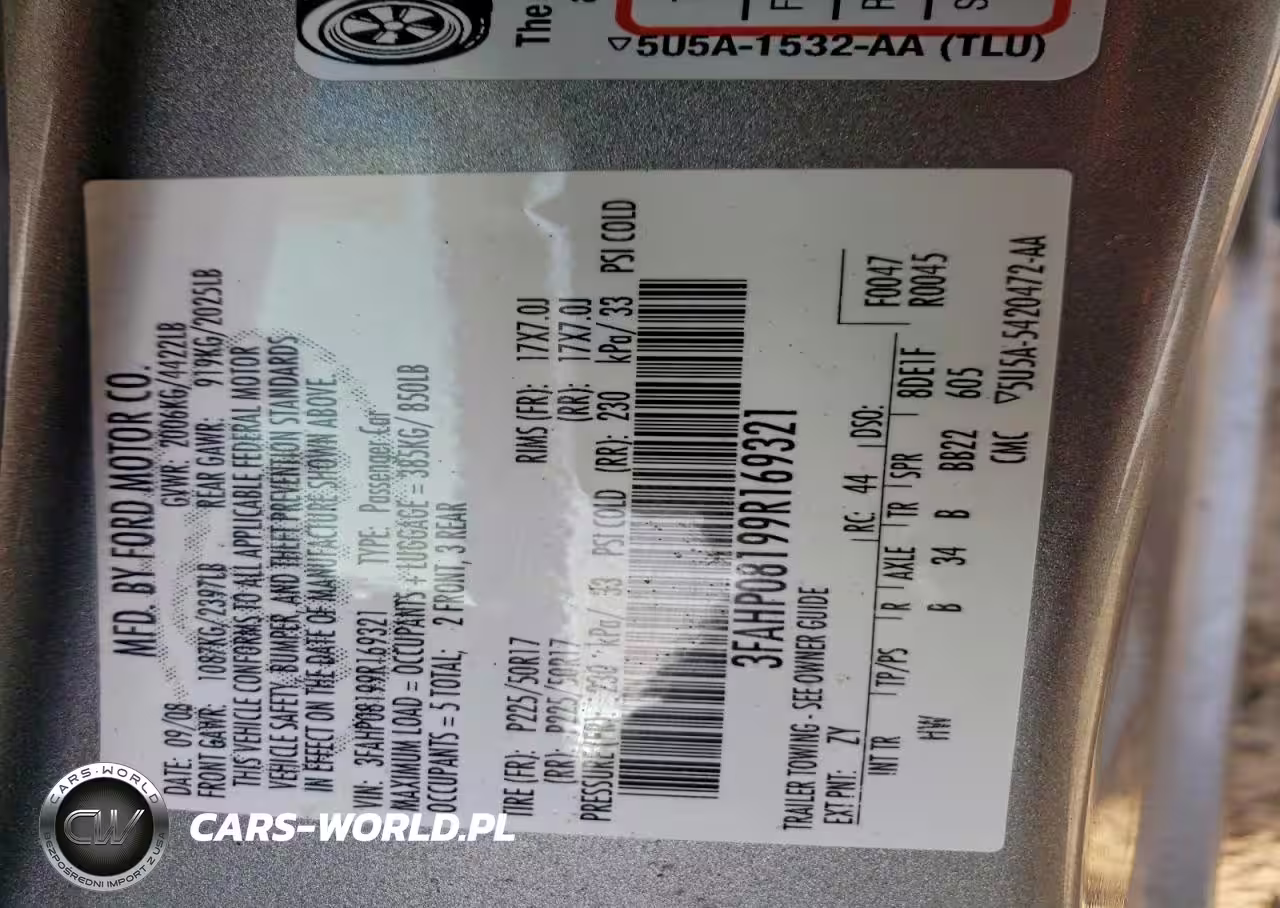 The
5U5A-1532-AA (TLU)
MFD. BY FORD MOTOR CO.
DATE: 09/08 GVWR: 2006KG/4422LB
FRONT GAWR: 1087KG/2397LB REAR GAWR: 919KG/2025LB
THIS VEHICLE CONFORMS TO ALL APPLICABLE FEDERAL MOTOR
VEHICLE SAFETY, BUMPER, AND THEFT PREVENTION STANDARDS
IN EFFECT ON THE DATE OF MANUFACTURE SHOWN ABOVE.
VIN: 3FAHP08199R169321 TYPE: Passenger Car
MAXIMUM LOAD = OCCUPANTS + LUGGAGE = 385KG/ 850LB
OCCUPANTS = 5 TOTAL; 2 FRONT, 3 REAR
TIRE (FR): P225/50R17 RIMS (FR): 17X7.0J
(RR): P225/50R17 (RR): 17X7.0J
PRESSURE (FR): 230 kPa/ 33 PSI COLD (RR): 230 kPa/ 33 PSI COLD
3FAHP08199R169321
TRAILER TOWING - SEE OWNER GUIDE
EXT PNT: ZY RC: 44 DSO: F0047
R0045
INT TR TP/PS R AXLE TR SPR 8DE1F
HW B 34 B BB22 605
CMC 5U5A-5420472-AA
CARS-WORLD
CW
BEZPOŚREDNI IMPORT Z USA
CARS-WORLD.PL